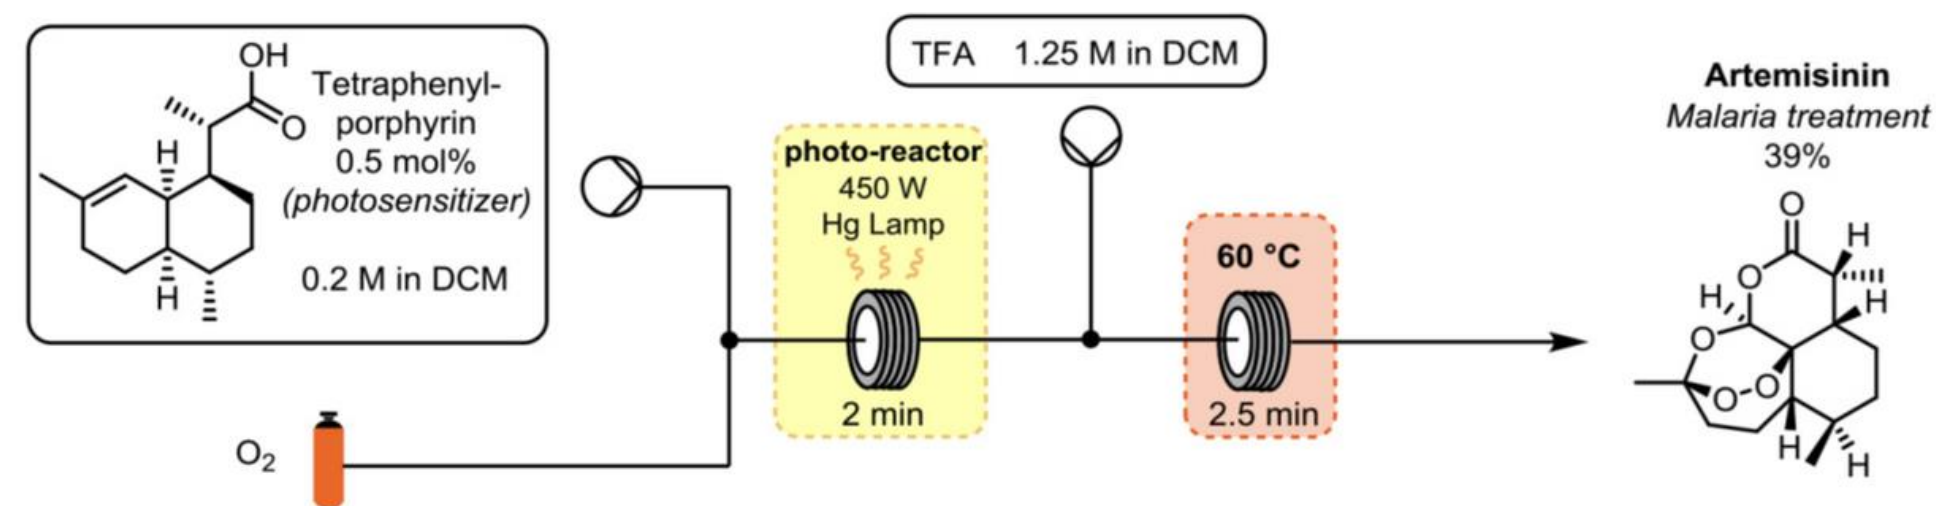 OH
O
H
H
Tetraphenyl-
porphyrin
0.5 mol%
(photosensitizer)
0.2 M in DCM
O₂
photo-reactor
450 W
Hg Lamp
2 min
TFA 1.25 M in DCM
60 °C
2.5 min
Artemisinin
Malaria treatment
39%
O
H
O
H
H
O
O
O
H
H